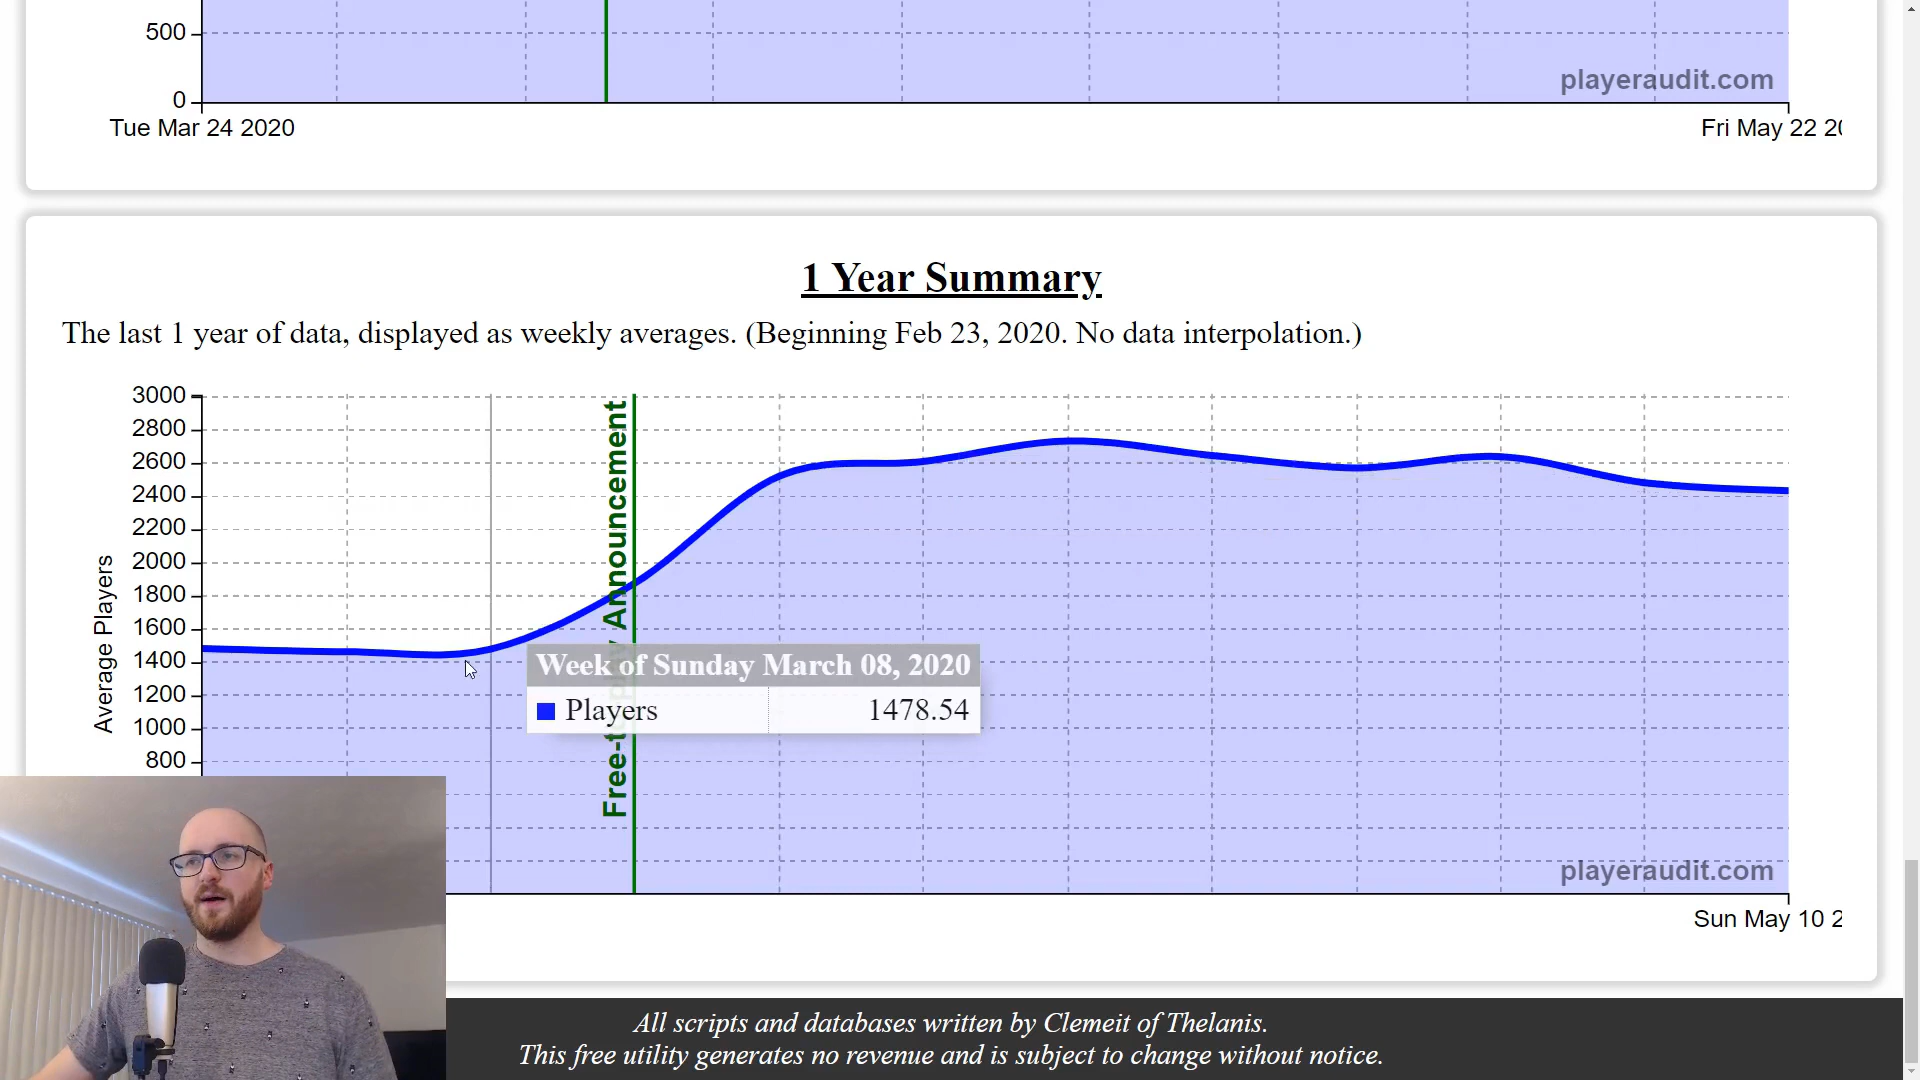 500
0
playeraudit.com
Tue Mar 24 2020
Fri May 22 20
1 Year Summary
The last 1 year of data, displayed as weekly averages. (Beginning Feb 23, 2020. No data interpolation.)
3000
2800
2600
2400
2200
2000
1800
1600
1400
1200
1000
800
Average Players
Announcement
Free-t
Week of Sunday March 08, 2020
Players 1478.54
playeraudit.com
Sun May 10 2
All scripts and databases written by Clemeit of Thelanis.
This free utility generates no revenue and is subject to change without notice.